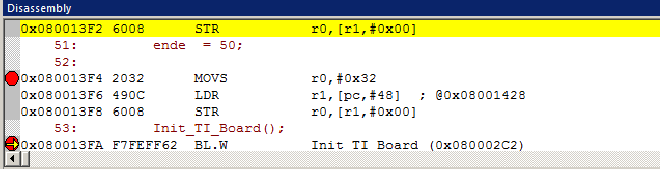 Disassembly
0x080013F2 6008 STR r0,[r1,#0x00]
51: ende = 50;
52:
0x080013F4 2032 MOVS r0,#0x32
0x080013F6 490C LDR r1,[pc,#48] ; @0x08001428
0x080013F8 6008 STR r0,[r1,#0x00]
53: Init_TI_Board();
0x080013FA F7FEFF62 BL.W Init TI Board (0x080002C2)